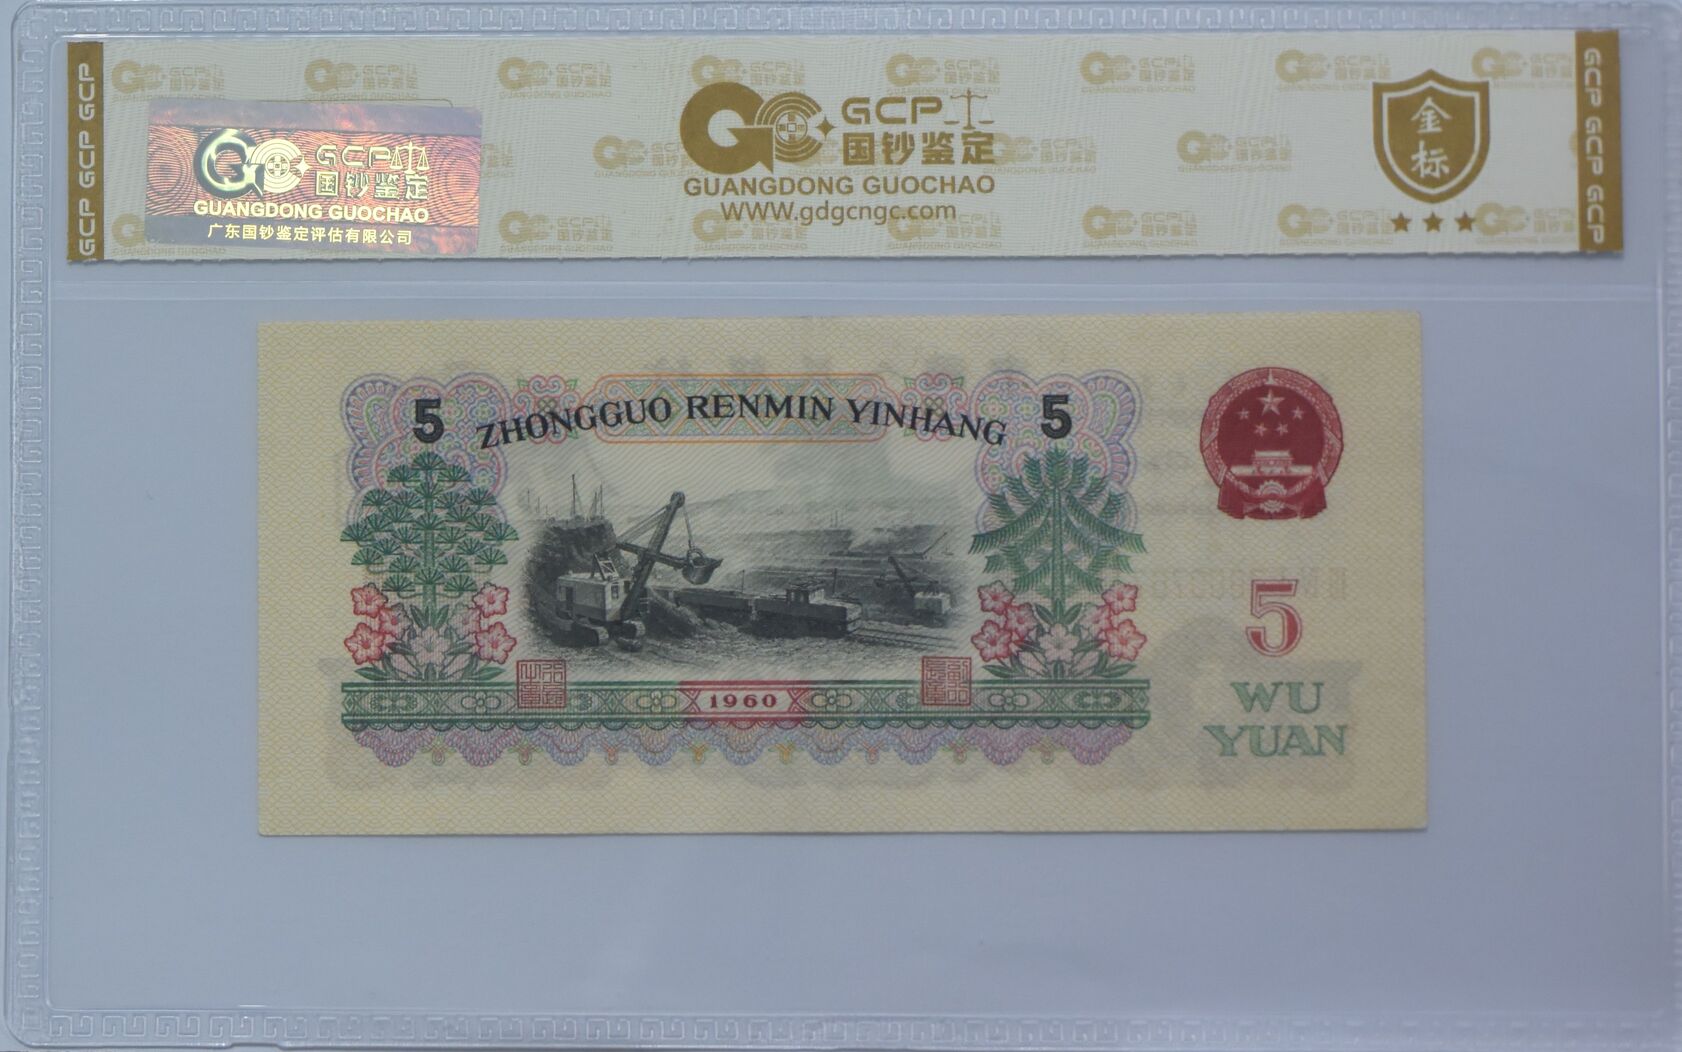 GCP GCP GCP
GCP
国钞鉴定
GUANGDONG GUOCHAO
广东国钞鉴定评估有限公司
GCP
国钞鉴定
GUANGDONG GUOCHAO
WWW.gdgcngc.com
金标
GCP GCP GCP
5 ZHONGGUO RENMIN YINHANG 5
1960
5
WU
YUAN